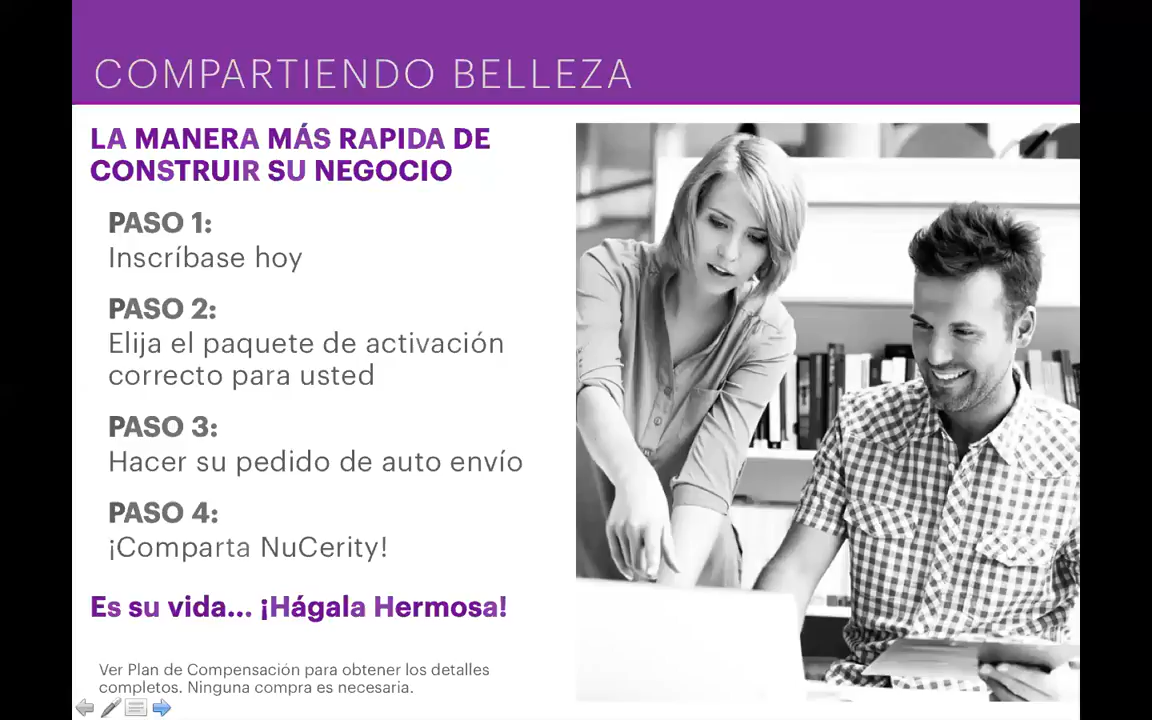 COMPARTIENDO BELLEZA
LA MANERA MÁS RAPIDA DE
CONSTRUIR SU NEGOCIO
PASO 1:
Inscríbase hoy
PASO 2:
Elija el paquete de activación
correcto para usted
PASO 3:
Hacer su pedido de auto envío
PASO 4:
¡Comparta NuCerity!
Es su vida... ¡Hágala Hermosa!
Ver Plan de Compensación para obtener los detalles
completos. Ninguna compra es necesaria.